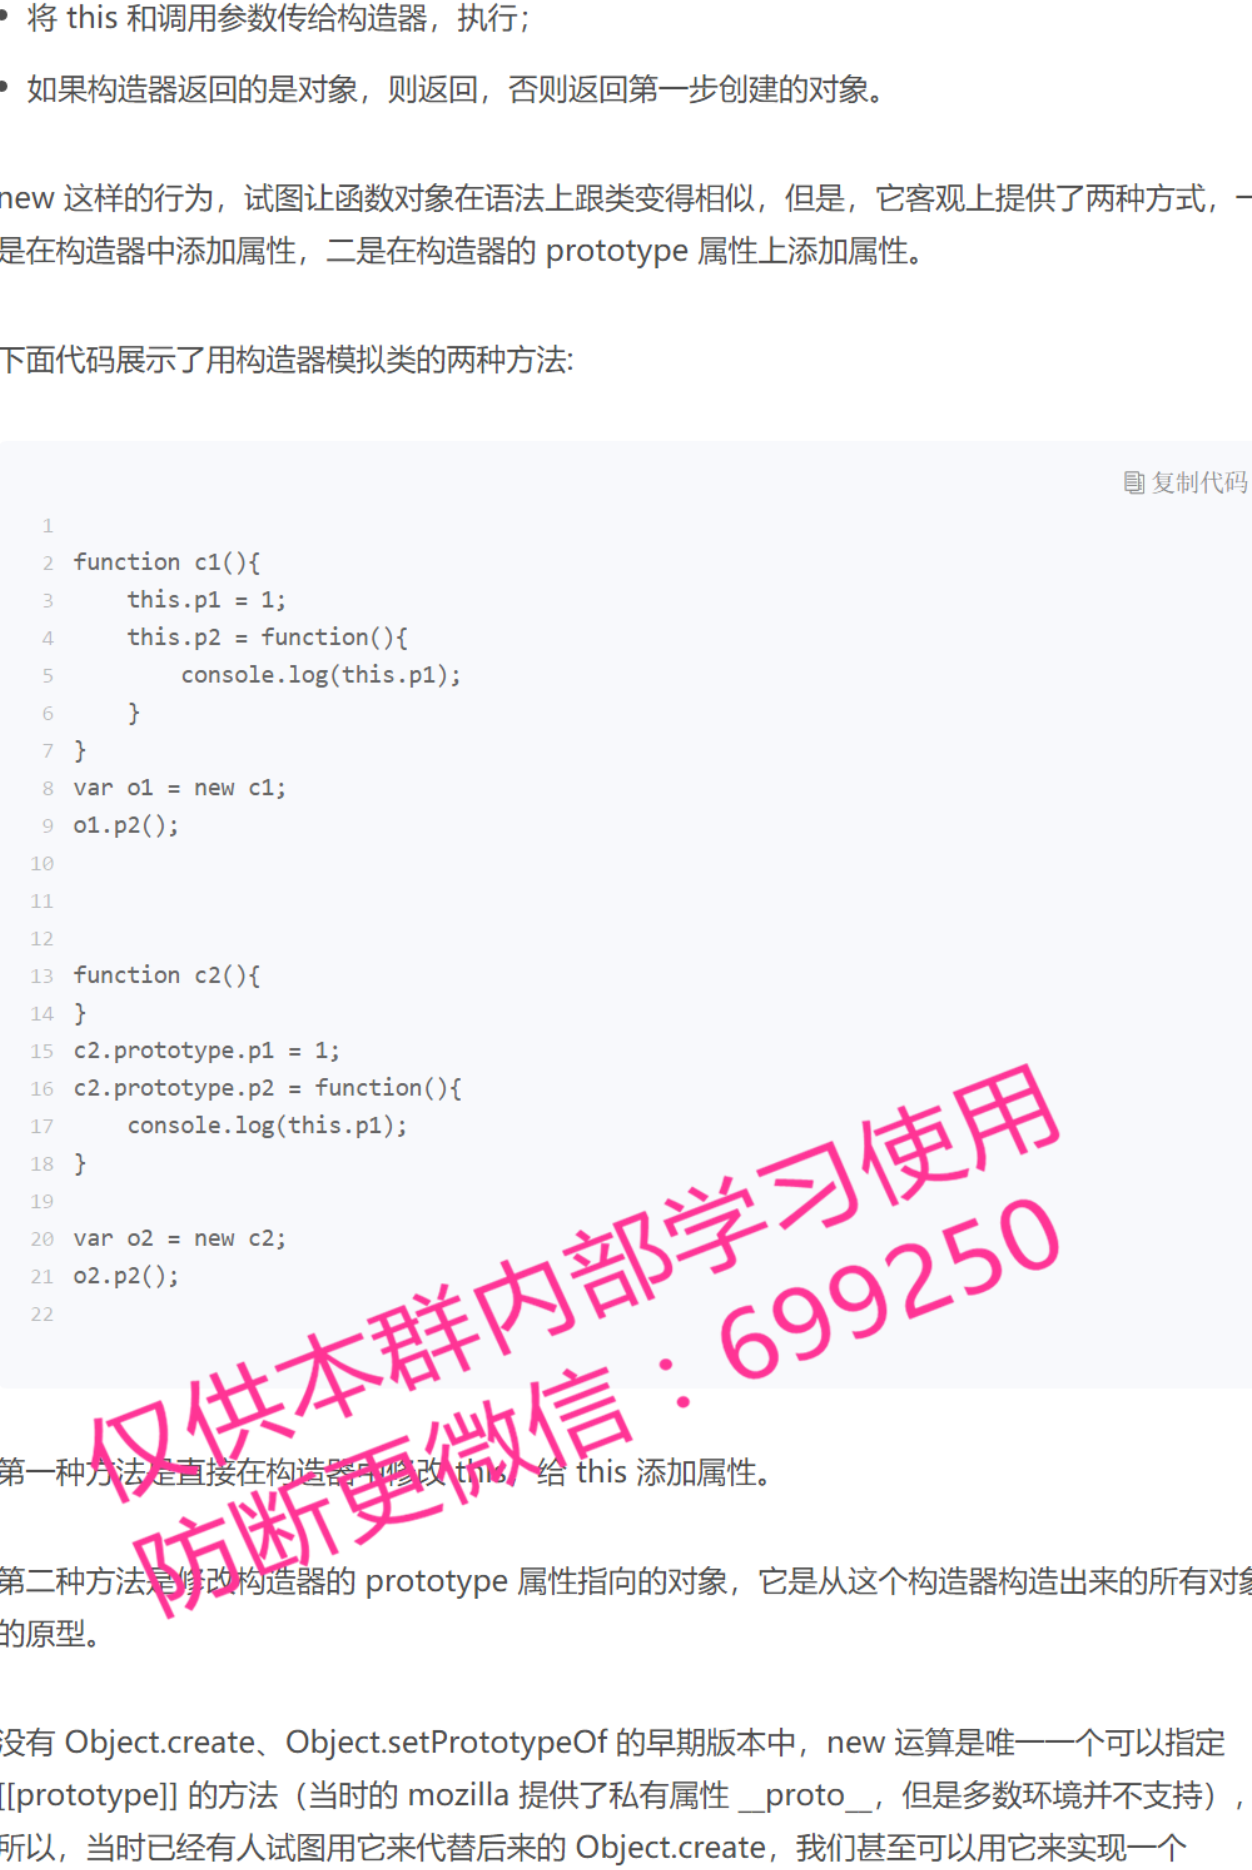 将 this 和调用参数传给构造器，执行；
如果构造器返回的是对象，则返回，否则返回第一步创建的对象。
new 这样的行为，试图让函数对象在语法上跟类变得相似，但是，它客观上提供了两种方式，一
是在构造器中添加属性，二是在构造器的 prototype 属性上添加属性。
下面代码展示了用构造器模拟类的两种方法:
复制代码
1
2 function c1(){
3     this.p1 = 1;
4     this.p2 = function(){
5         console.log(this.p1);
6     }
7 }
8 var o1 = new c1;
9 o1.p2();
10
11
12
13 function c2(){
14 }
15 c2.prototype.p1 = 1;
16 c2.prototype.p2 = function(){
17     console.log(this.p1);
18 }
19
20 var o2 = new c2;
21 o2.p2();
22
仅供本群内部学习使用
防断更微信：699250
第一种方法是直接在构造器中修改 this，给 this 添加属性。
第二种方法是修改构造器的 prototype 属性指向的对象，它是从这个构造器构造出来的所有对象
的原型。
没有 Object.create、Object.setPrototypeOf 的早期版本中，new 运算是唯一一个可以指定
[[prototype]] 的方法（当时的 mozilla 提供了私有属性 __proto__，但是多数环境并不支持），
所以，当时已经有人试图用它来代替后来的 Object.create，我们甚至可以用它来实现一个